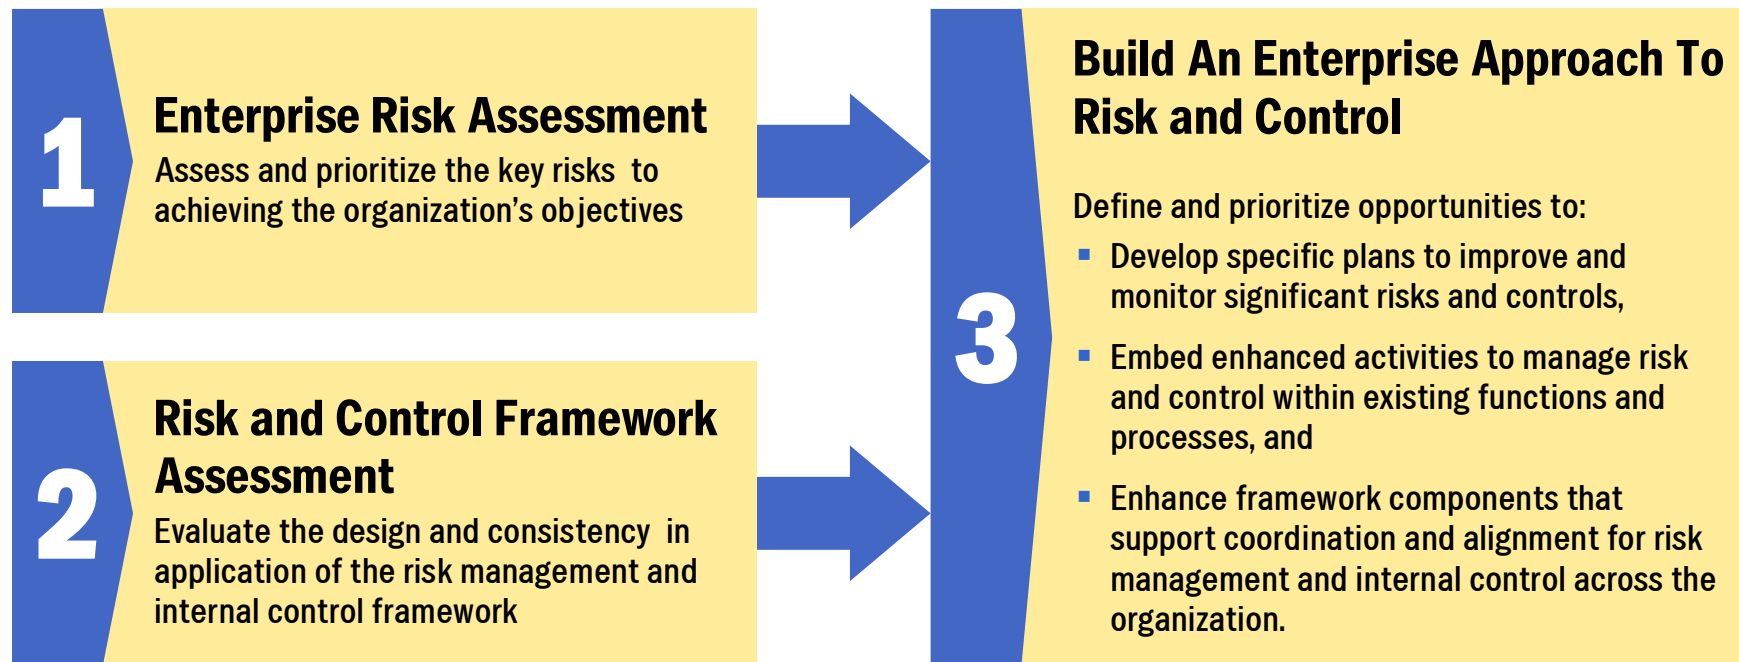 1
Enterprise Risk Assessment
Assess and prioritize the key risks to
achieving the organization's objectives
2
Risk and Control Framework
Assessment
Evaluate the design and consistency in
application of the risk management and
internal control framework
3
Build An Enterprise Approach To
Risk and Control
Define and prioritize opportunities to:
▪ Develop specific plans to improve and
monitor significant risks and controls,
▪ Embed enhanced activities to manage risk
and control within existing functions and
processes, and
▪ Enhance framework components that
support coordination and alignment for risk
management and internal control across the
organization.